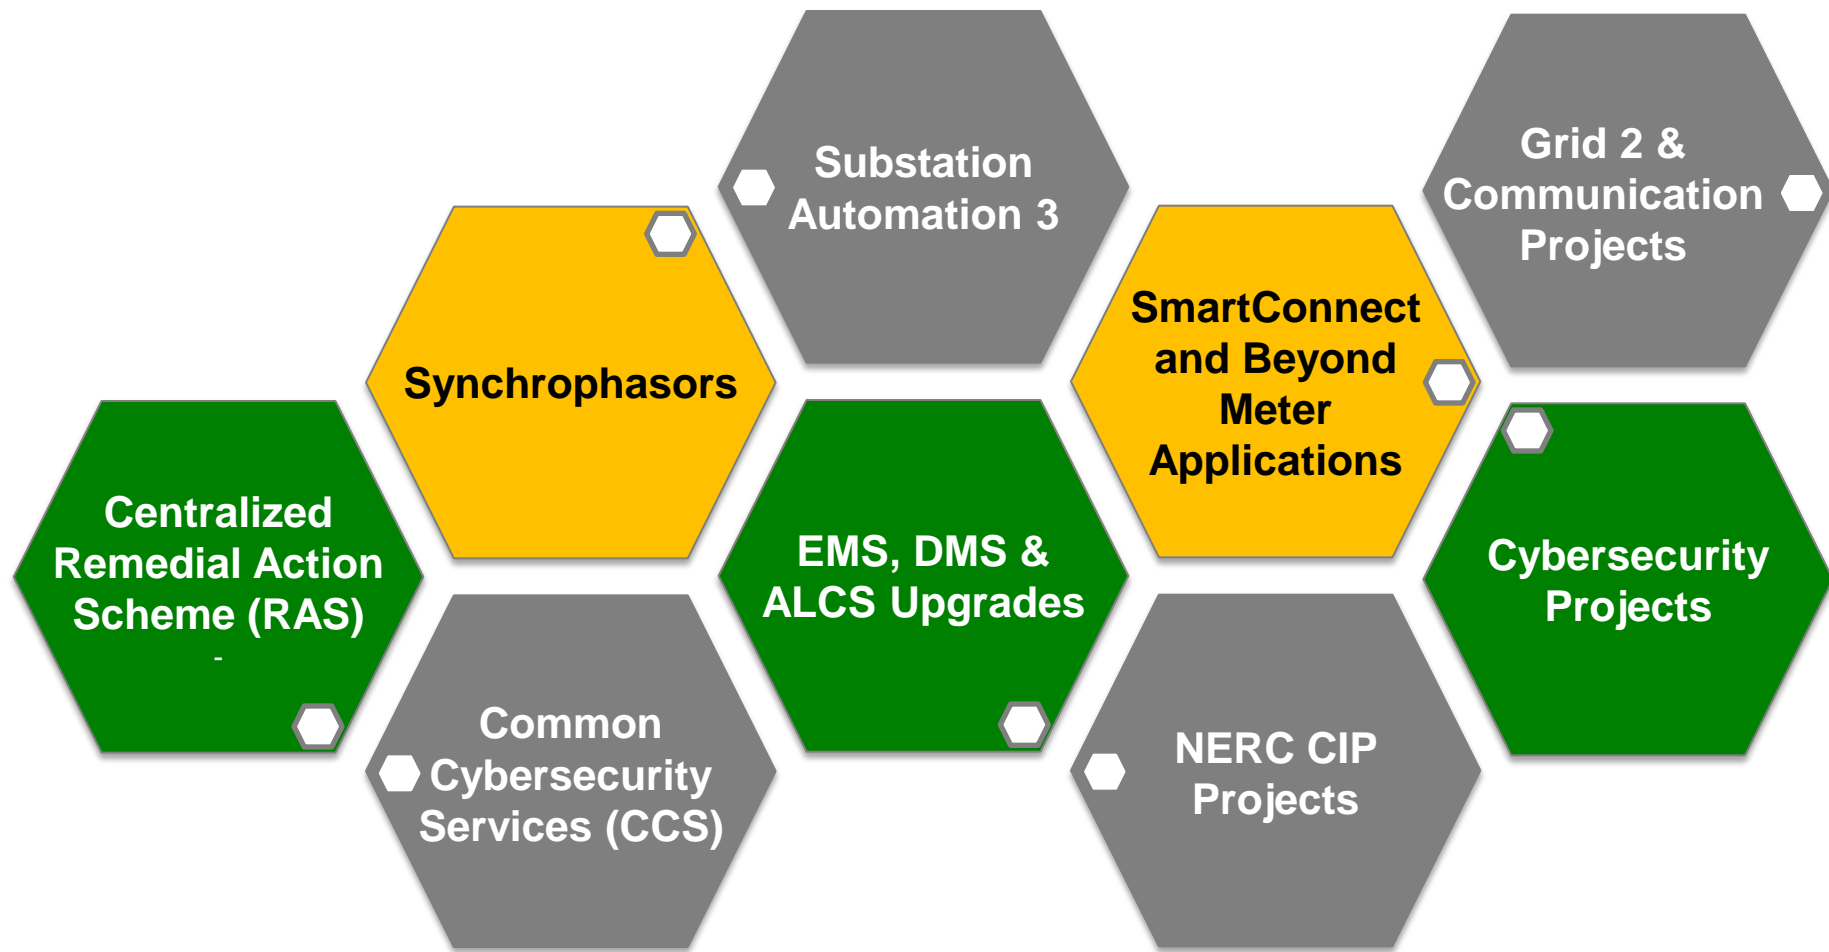 Substation
Automation 3
Grid 2 &
Communication
Projects
Synchrophasors
SmartConnect
and Beyond
Meter
Applications
Centralized
Remedial Action
Scheme (RAS)
-
EMS, DMS &
ALCS Upgrades
Cybersecurity
Projects
Common
Cybersecurity
Services (CCS)
NERC CIP
Projects